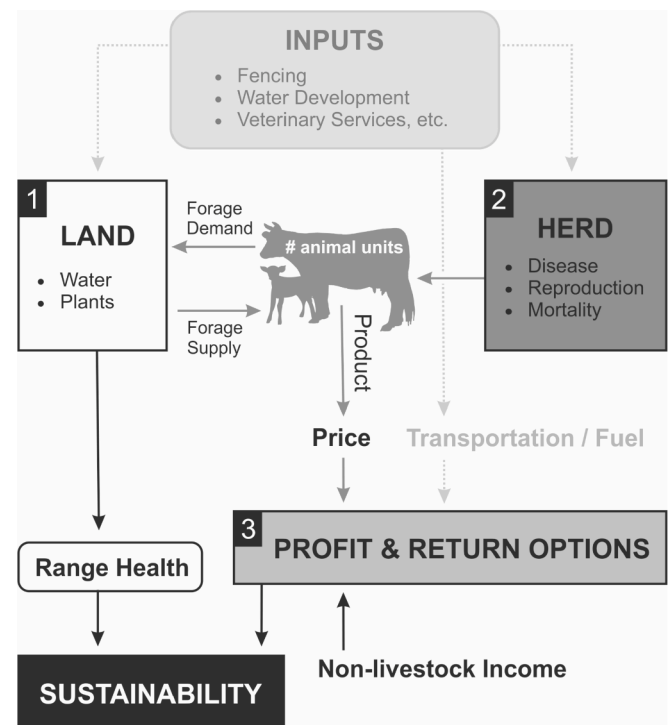 INPUTS
• Fencing
• Water Development
• Veterinary Services, etc.
1
LAND
• Water
• Plants
Forage
Demand
# animal units
Forage
Supply
2
HERD
• Disease
• Reproduction
• Mortality
Product
Price
Transportation / Fuel
3
PROFIT & RETURN OPTIONS
Range Health
Non-livestock Income
SUSTAINABILITY